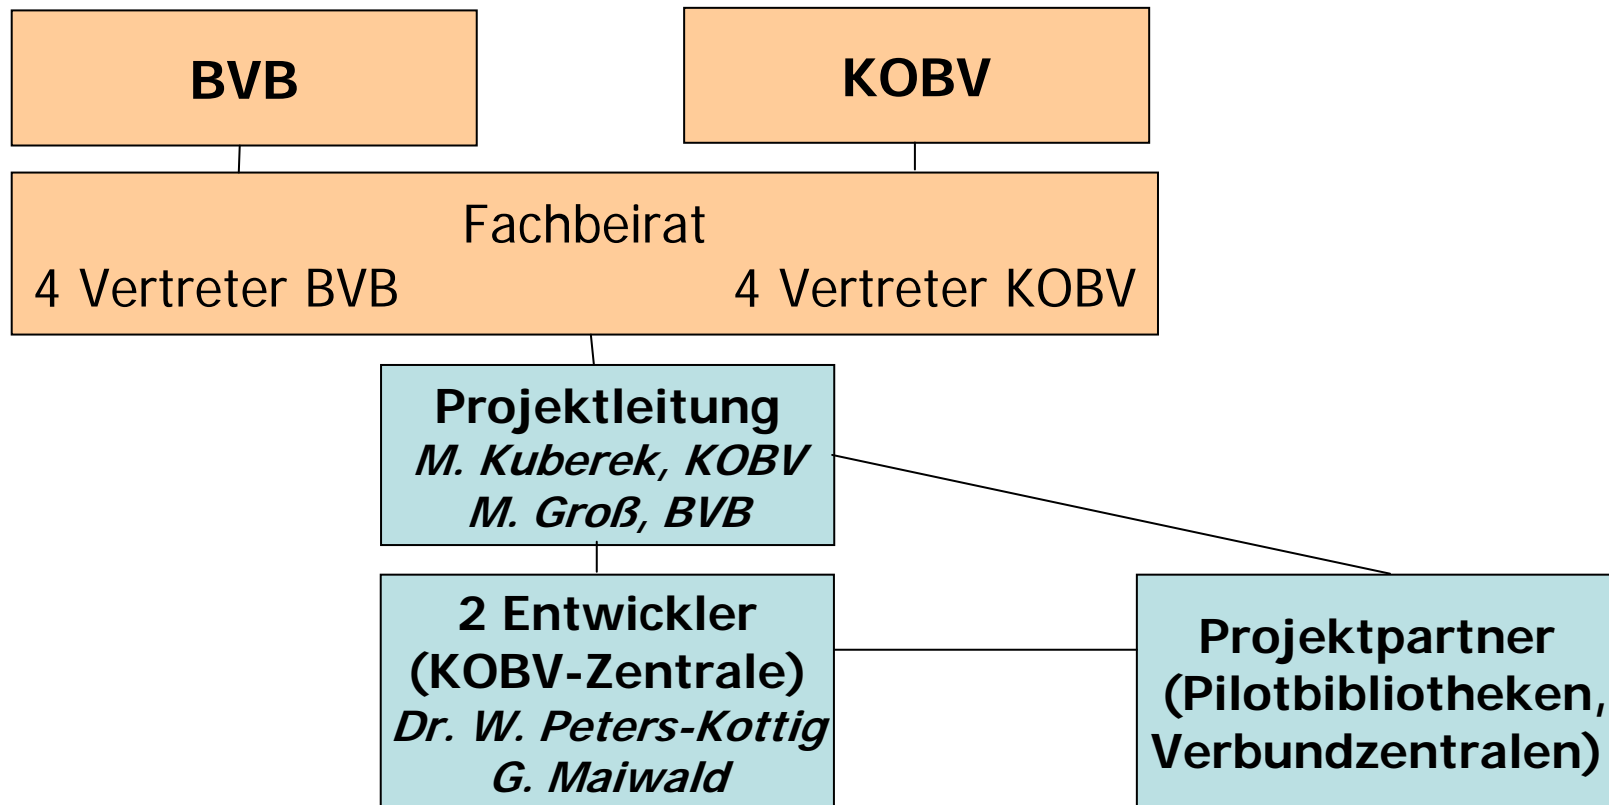 BVB
KOBV
Fachbeirat
4 Vertreter BVB
4 Vertreter KOBV
Projektleitung
M. Kuberek, KOBV
M. Groß, BVB
2 Entwickler
(KOBV-Zentrale)
Dr. W. Peters-Kottig
G. Maiwald
Projektpartner
(Pilotbibliotheken,
Verbundzentralen)